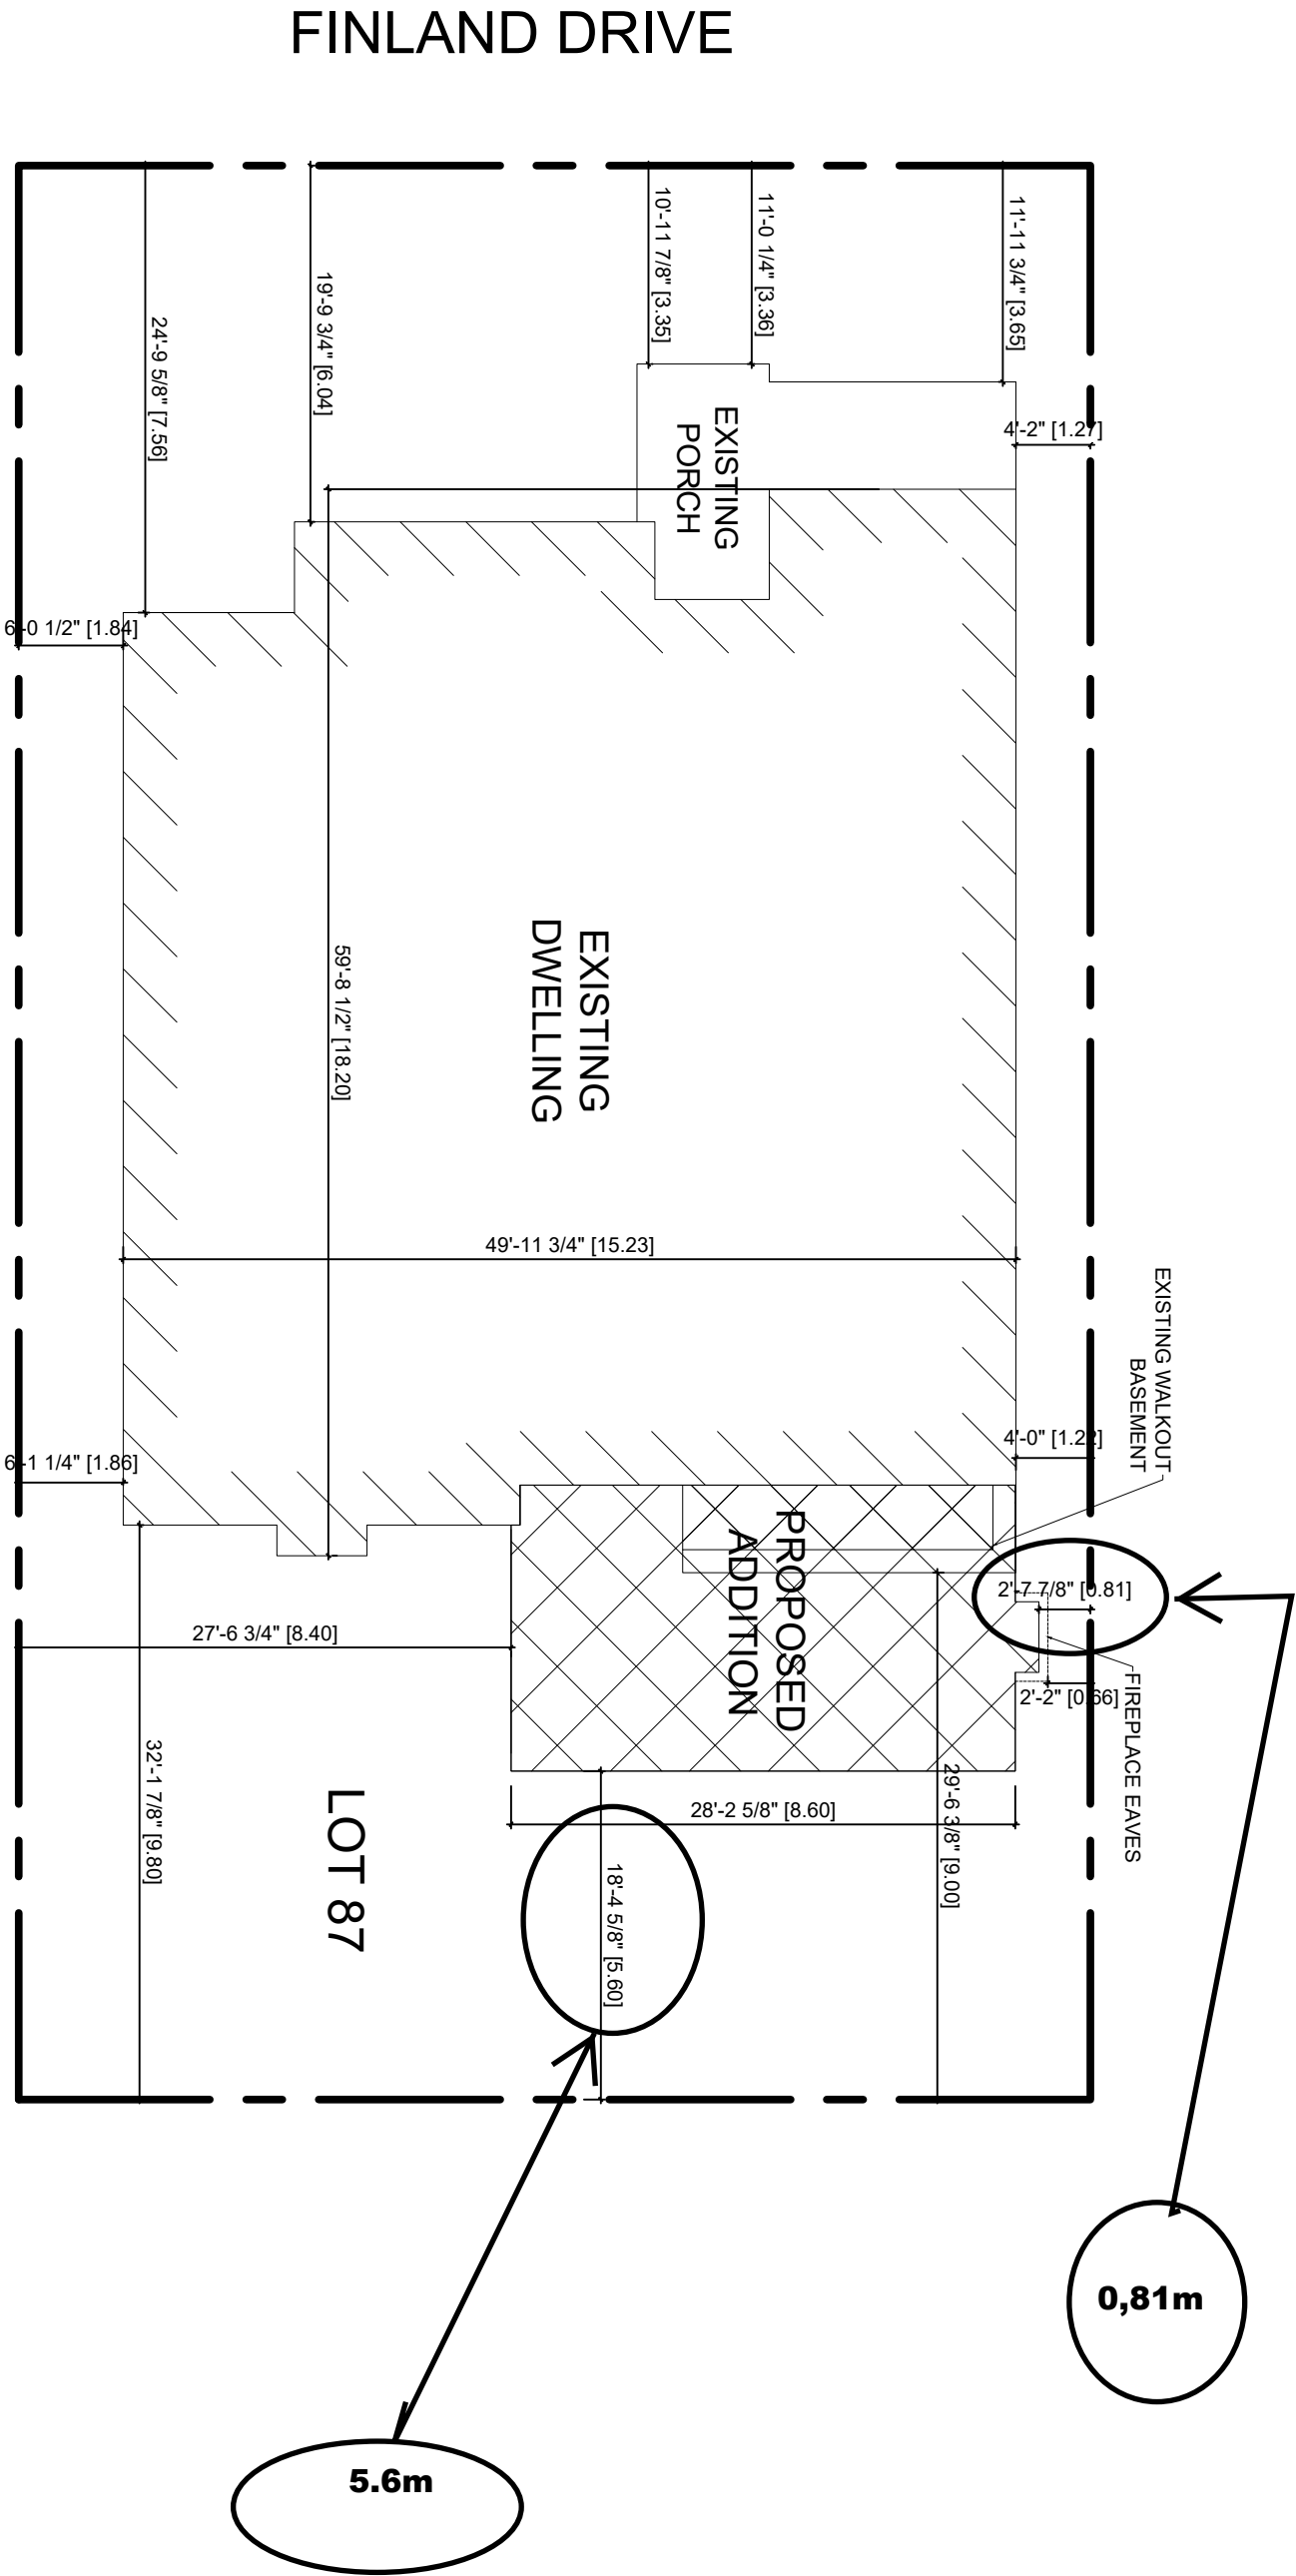 FINLAND DRIVE
24'-9 5/8" [7.56]
19'-9 3/4" [6.04]
10'-11 7/8" [3.35]
11'-0 1/4" [3.36]
11'-11 3/4" [3.65]
4'-2" [1.27]
EXISTING
PORCH
6'-0 1/2" [1.84]
EXISTING
DWELLING
59'-8 1/2" [18.20]
49'-11 3/4" [15.23]
EXISTING WALKOUT
BASEMENT
4'-0" [1.22]
6'-1 1/4" [1.86]
PROPOSED
ADDITION
2'-7 7/8" [0.81]
27'-6 3/4" [8.40]
2'-2" [0.66]
FIREPLACE EAVES
32'-1 7/8" [9.80]
LOT 87
28'-2 5/8" [8.60]
29'-6 3/8" [9.00]
18'-4 5/8" [5.60]
0,81m
5.6m